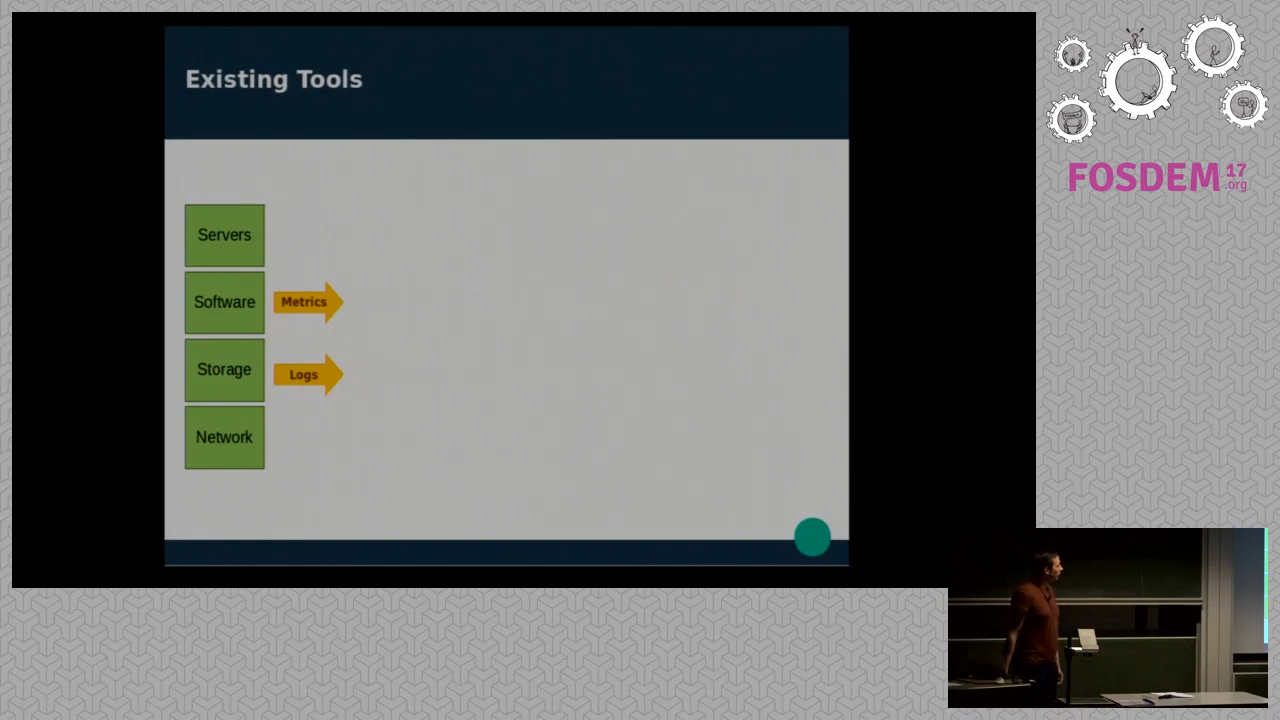 Existing Tools
Servers
Software
Metrics
Storage
Logs
Network
FOSDEM 17
.org